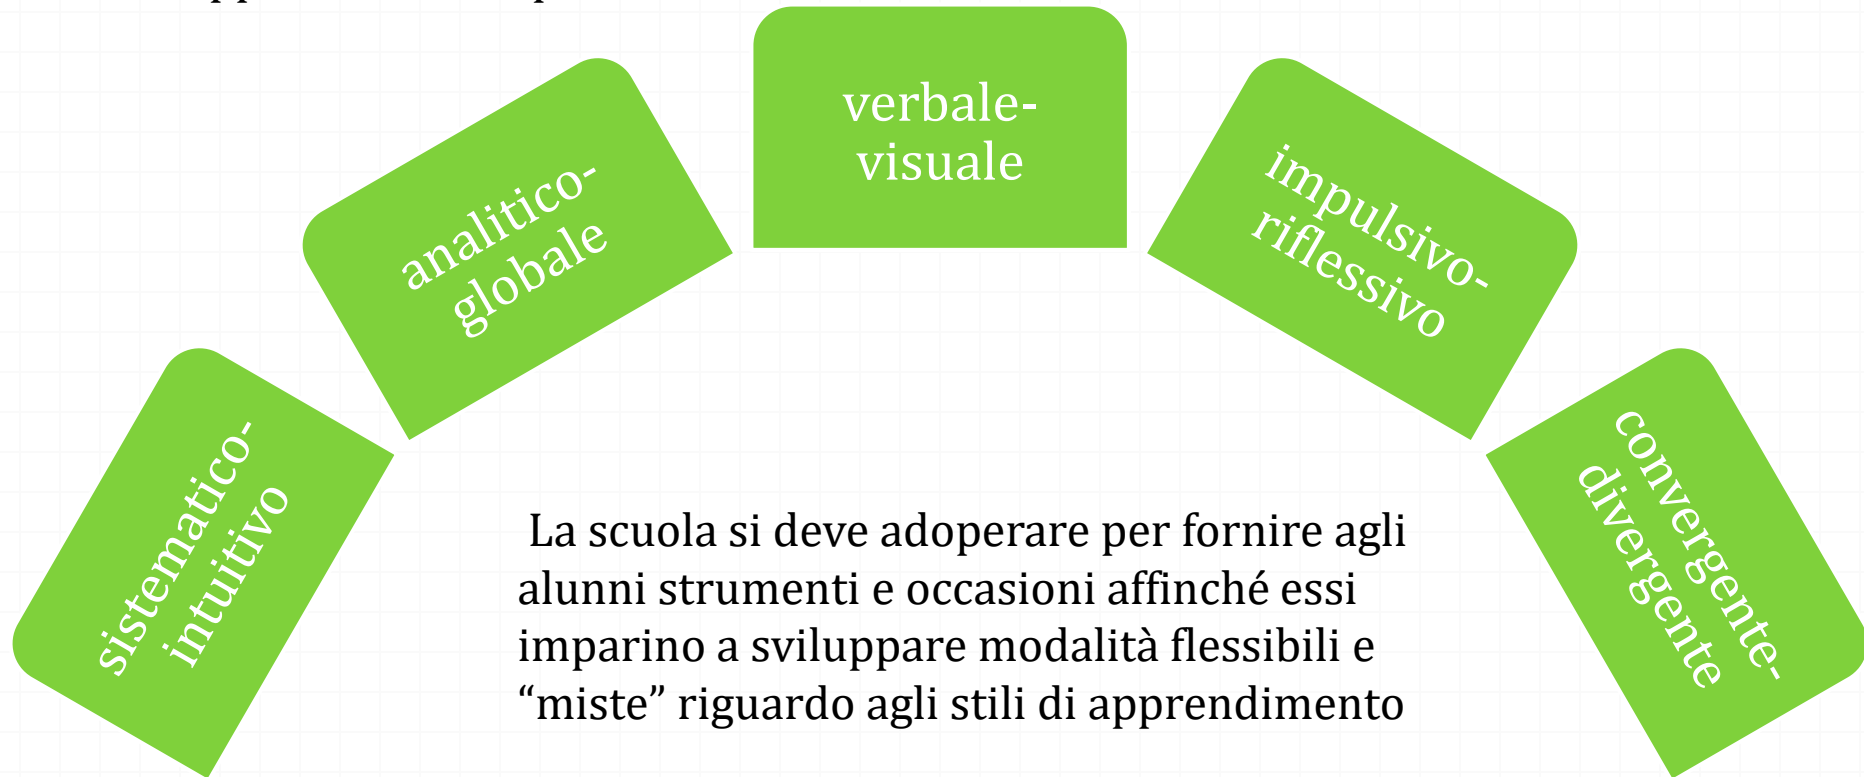 sistematico-
intuitivo
analitico-
globale
verbale-
visuale
impulsivo-
riflessivo
convergente-
divergente
La scuola si deve adoperare per fornire agli
alunni strumenti e occasioni affinché essi
imparino a sviluppare modalità flessibili e
“miste” riguardo agli stili di apprendimento